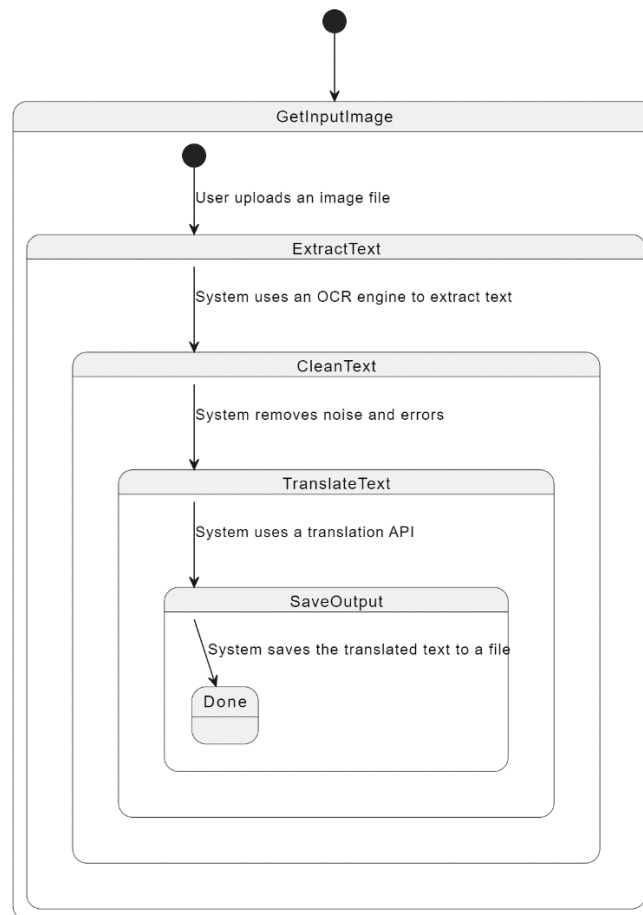 GetInputImage
User uploads an image file
ExtractText
System uses an OCR engine to extract text
CleanText
System removes noise and errors
TranslateText
System uses a translation API
SaveOutput
System saves the translated text to a file
Done